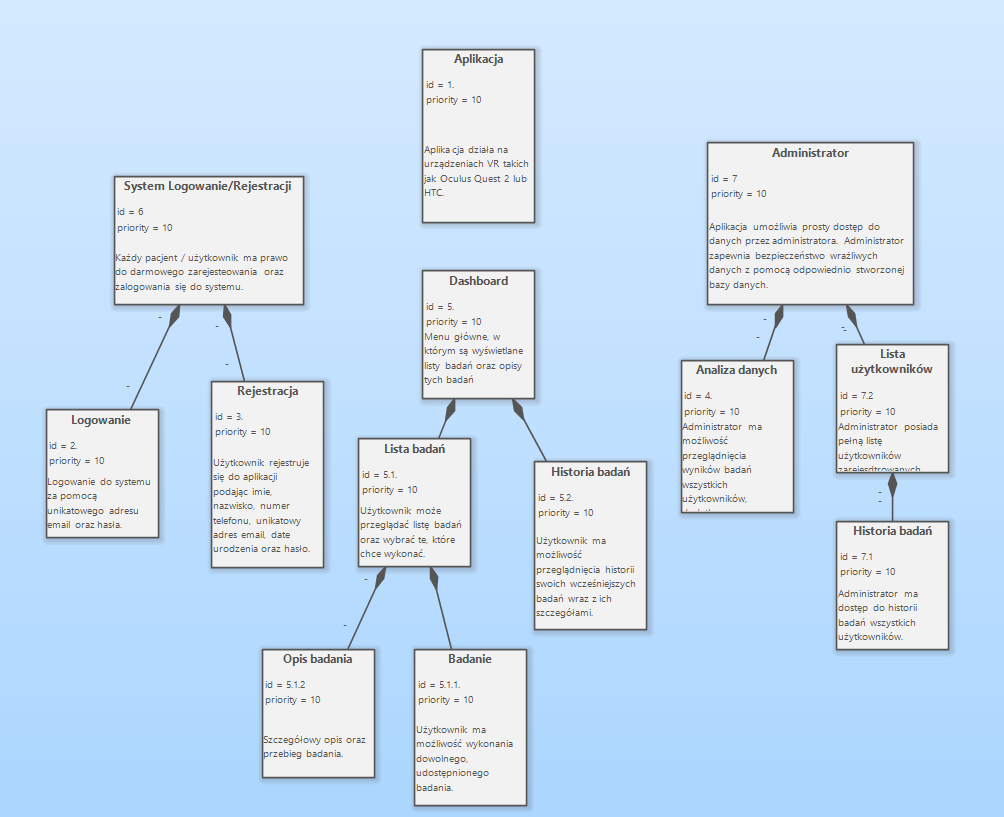 Aplikacja
id = 1.
priority = 10
Aplikacja działa na
urządzeniach VR takich
jak Oculus Quest 2 lub
HTC.
Administrator
id = 7
priority = 10
Aplikacja umożliwia prosty dostęp do
danych przez administratora. Administrator
zapewnia bezpieczeństwo wrażliwych
danych z pomocą odpowiednio stworzonej
bazy danych.
System Logowanie/Rejestracji
id = 6
priority = 10
Każdy pacjent / użytkownik ma prawo
do darmowego zarejesteowania oraz
zalogowania się do systemu.
Dashboard
id = 5.
priority = 10
Menu główne, w
którym są wyświetlane
listy badań oraz opisy
tych badań
Lista
użytkowników
id = 7.2
priority = 10
Administrator posiada
pełną listę
użytkowników
zarejesdtrowanych
Analiza danych
id = 4.
priority = 10
Administrator ma
możliwość
przeglądnięcia
wyników badań
wszystkich
użytkowników,
Rejestracja
id = 3.
priority = 10
Użytkownik rejestruje
się do aplikacji
podając imie,
nazwisko, numer
telefonu, unikatowy
adres email, date
urodzenia oraz hasło.
Logowanie
id = 2.
priority = 10
Logowanie do systemu
za pomocą
unikatowego adresu
email oraz hasła.
Lista badań
id = 5.1.
priority = 10
Użytkownik może
przeglądać listę badań
oraz wybrać te, które
chce wykonać.
Historia badań
id = 5.2.
priority = 10
Użytkownik ma
możliwość
przeglądnięcia historii
swoich wcześniejszych
badań wraz z ich
szczegółami.
Historia badań
id = 7.1
priority = 10
Administrator ma
dostęp do historii
badań wszystkich
użytkowników.
Opis badania
id = 5.1.2
priority = 10
Szczegółowy opis oraz
przebieg badania.
Badanie
id = 5.1.1.
priority = 10
Użytkownik ma
możliwość wykonania
dowolnego,
udostępnionego
badania.